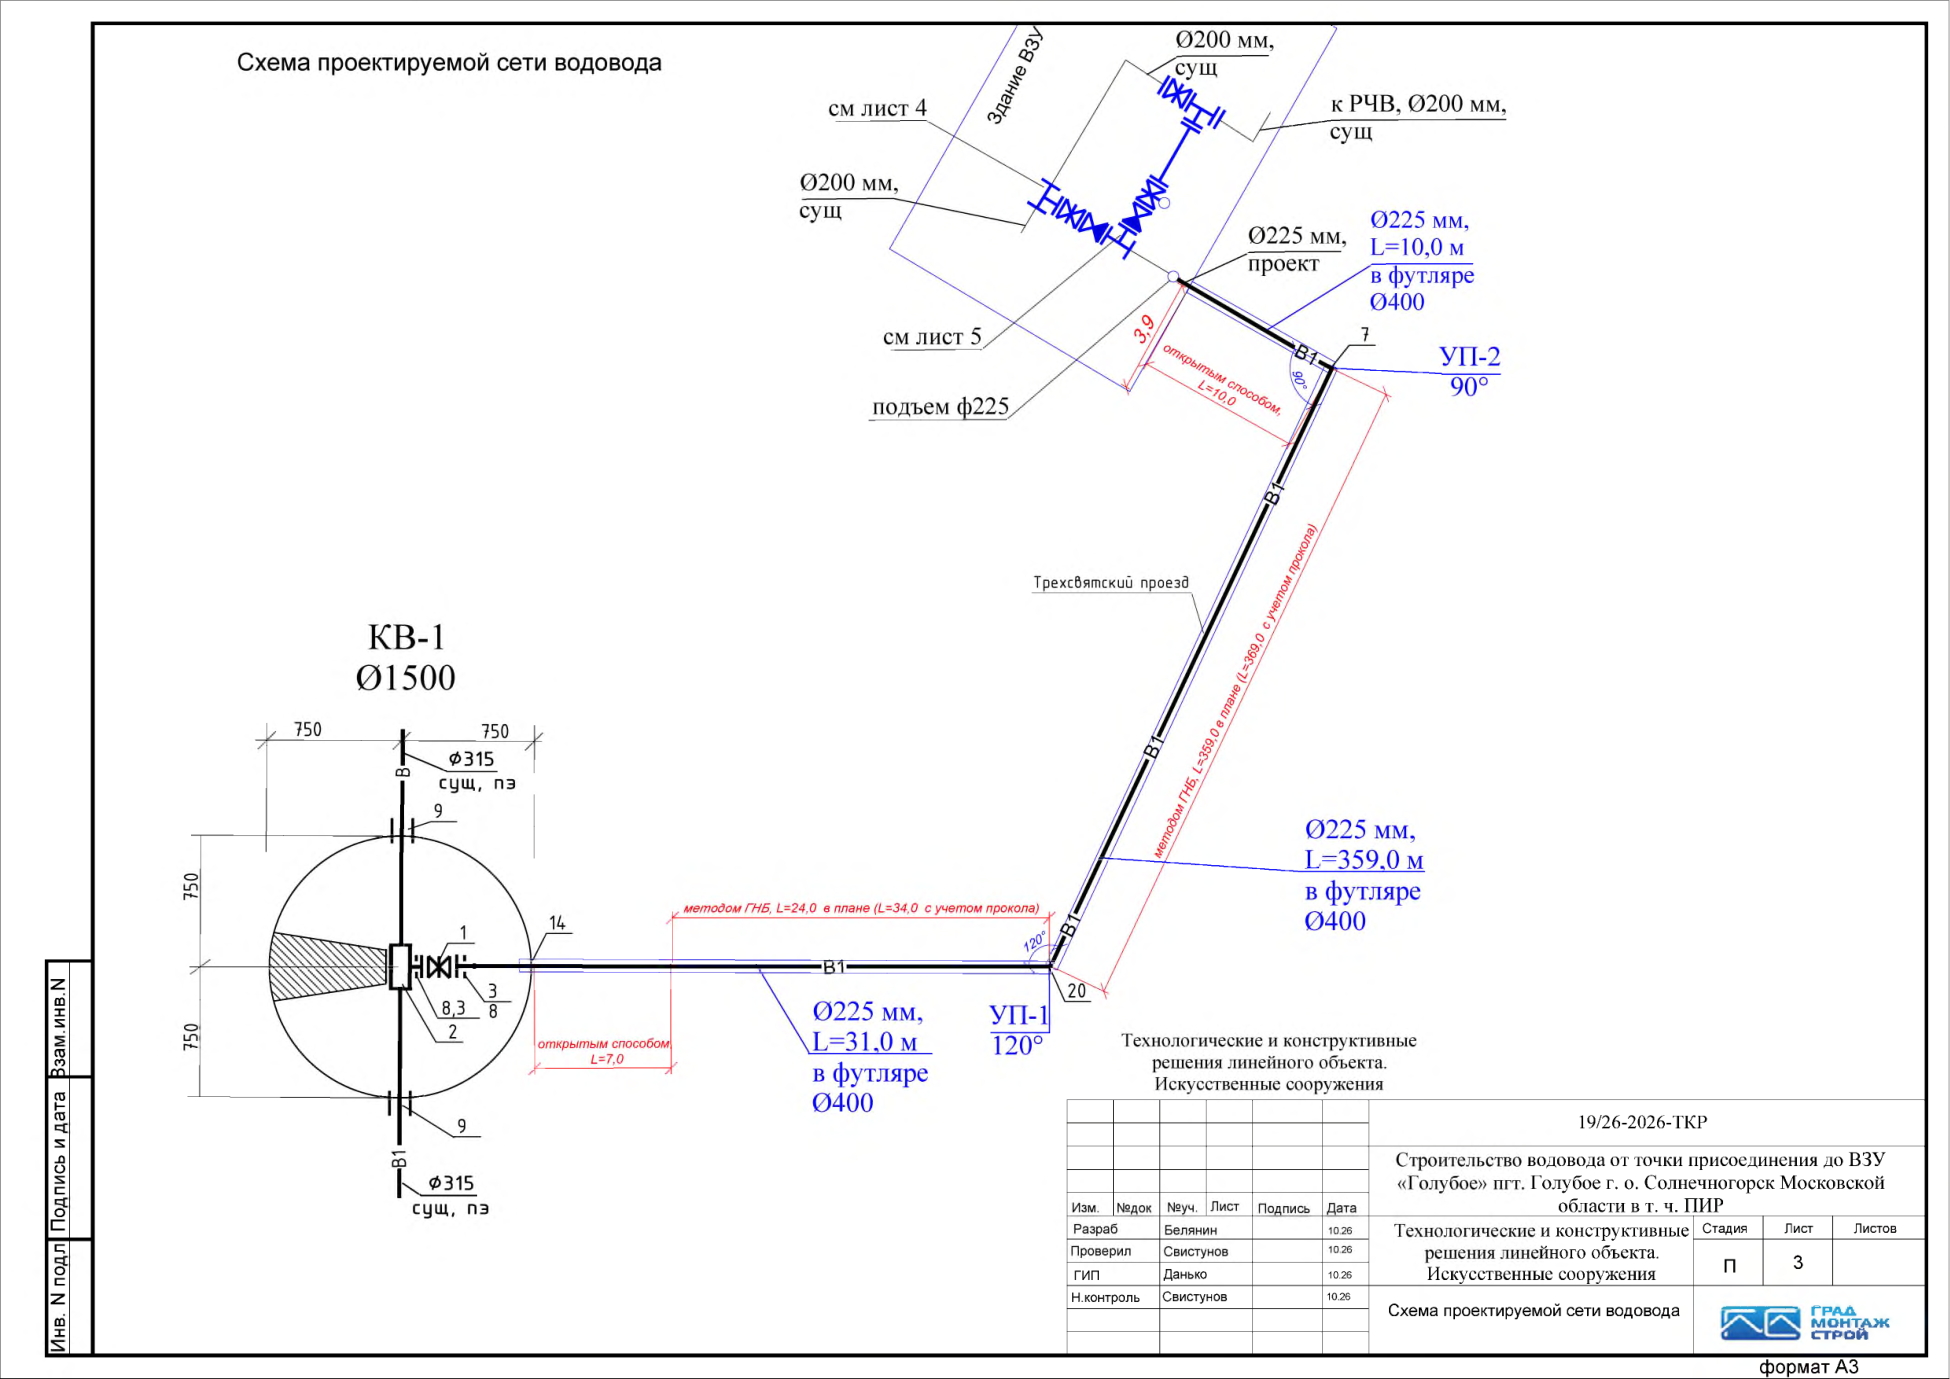 Схема проектируемой сети водовода
Здание ВЗУ
Ø200 мм,
сущ
см лист 4
к РЧВ, Ø200 мм,
сущ
Ø200 мм,
сущ
Ø225 мм,
проект
Ø225 мм,
L=10,0 м
в футляре
Ø400
см лист 5
3,9
открытым способом,
L=10,0
В1
90°
7
УП-2
90°
подъем ф225
В1
Трехсвятский проезд
методом ГНБ, L=359,0 в плане (L=369,0 с учетом прокола)
КВ-1
Ø1500
750
750
Ф315
сущ, пэ
В
9
В1
Ø225 мм,
L=359,0 м
в футляре
Ø400
750
методом ГНБ, L=24,0 в плане (L=34,0 с учетом прокола)
14
1
120°
В1
В1
3
8
8,3
2
20
750
Ø225 мм,
L=31,0 м
в футляре
Ø400
УП-1
120°
открытым способом
L=7,0
9
В1
Ф315
сущ, пэ
Технологические и конструктивные
решения линейного объекта.
Искусственные сооружения
19/26-2026-ТКР
Строительство водовода от точки присоединения до ВЗУ
«Голубое» пгт. Голубое г. о. Солнечногорск Московской
области в т. ч. ПИР
Изм. №док №уч. Лист Подпись Дата
Разраб Белянин 10.26
Проверил Свистунов 10.26
ГИП Данько 10.26
Н.контроль Свистунов 10.26
Технологические и конструктивные
решения линейного объекта.
Искусственные сооружения
Стадия Лист Листов
П 3
Схема проектируемой сети водовода
ГРАД
МОНТАЖ
СТРОЙ
формат А3
Взам.инв.N
Подпись и дата
Инв. N подл